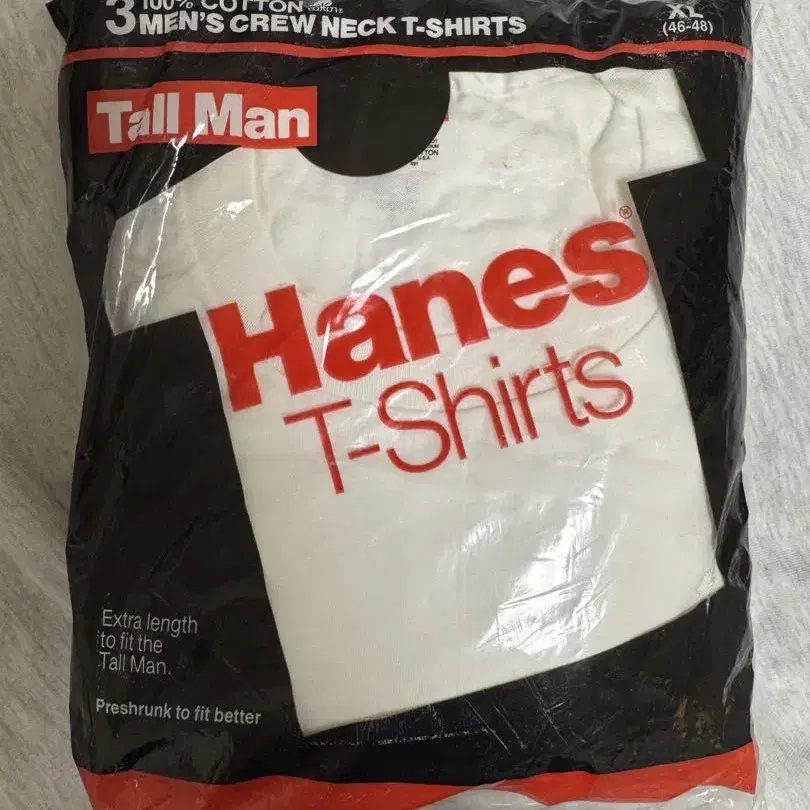 3 100% COTTON
MEN'S CREW NECK T-SHIRTS
XL
(46-48)
Tall Man
Hanes®
T-Shirts
Extra length
to fit the
Tall Man.
Preshrunk to fit better